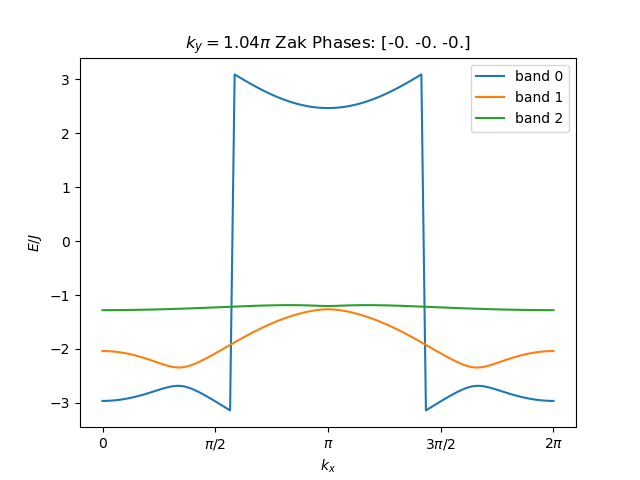 $k_y = 1.04\pi$ Zak Phases: [-0. -0. -0.]
band 0
band 1
band 2
3
2
1
0
−1
−2
−3
E/J
0
π/2
π
3π/2
2π
$k_x$